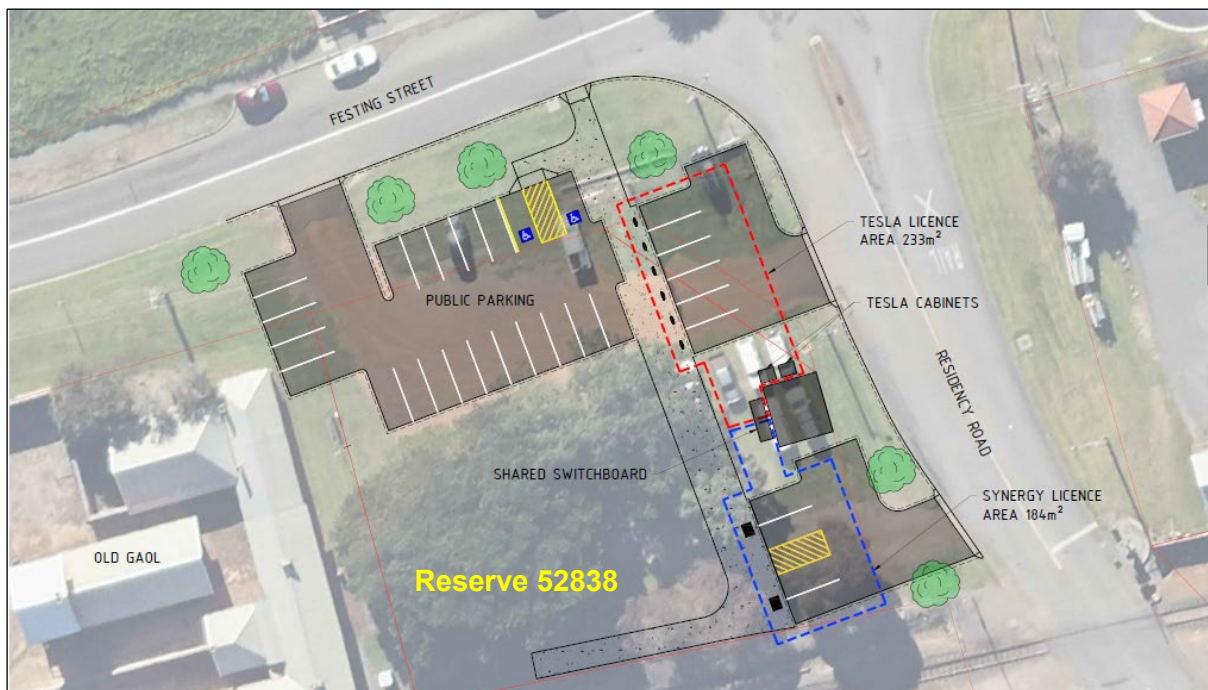 FESTING STREET
TESLA LICENCE
AREA 233m²
PUBLIC PARKING
TESLA CABINETS
RESIDENCY ROAD
SHARED SWITCHBOARD
SYNERGY LICENCE
AREA 184m²
OLD GAOL
Reserve 52838